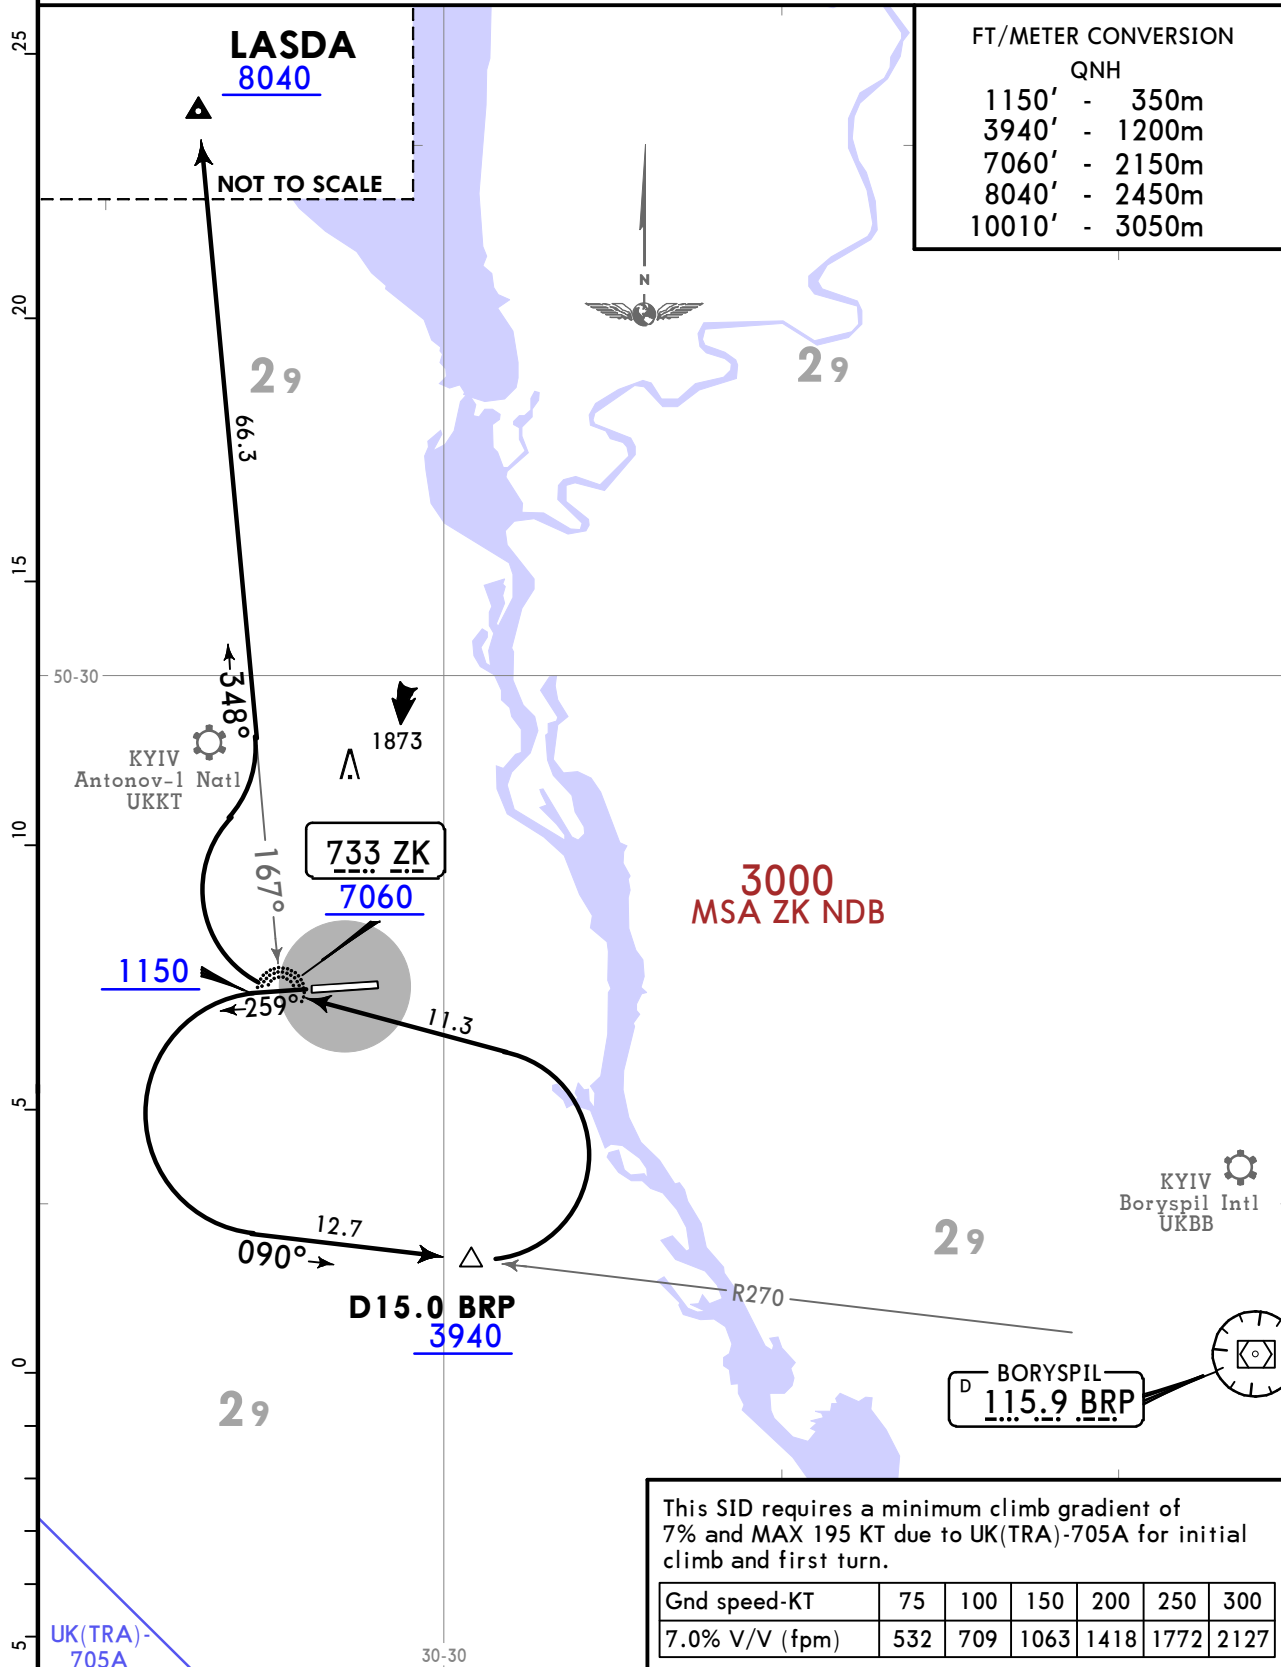 25
LASDA
8040
NOT TO SCALE
FT/METER CONVERSION
QNH
1150' - 350m
3940' - 1200m
7060' - 2150m
8040' - 2450m
10010' - 3050m
N
20
29
29
66.3
15
50-30
348°
1873
KYIV
Antonov-1 Natl
UKKT
10
733 ZK
7060
167°
3000
MSA ZK NDB
1150
259°
11.3
5
KYIV
Boryspil Intl
UKBB
12.7
090°
29
R270
D15.0 BRP
3940
0
BORYSPIL
D 115.9 BRP
29
This SID requires a minimum climb gradient of
7% and MAX 195 KT due to UK(TRA)-705A for initial
climb and first turn.
Gnd speed-KT 75 100 150 200 250 300
7.0% V/V (fpm) 532 709 1063 1418 1772 2127
5
UK(TRA)-
705A
30-30